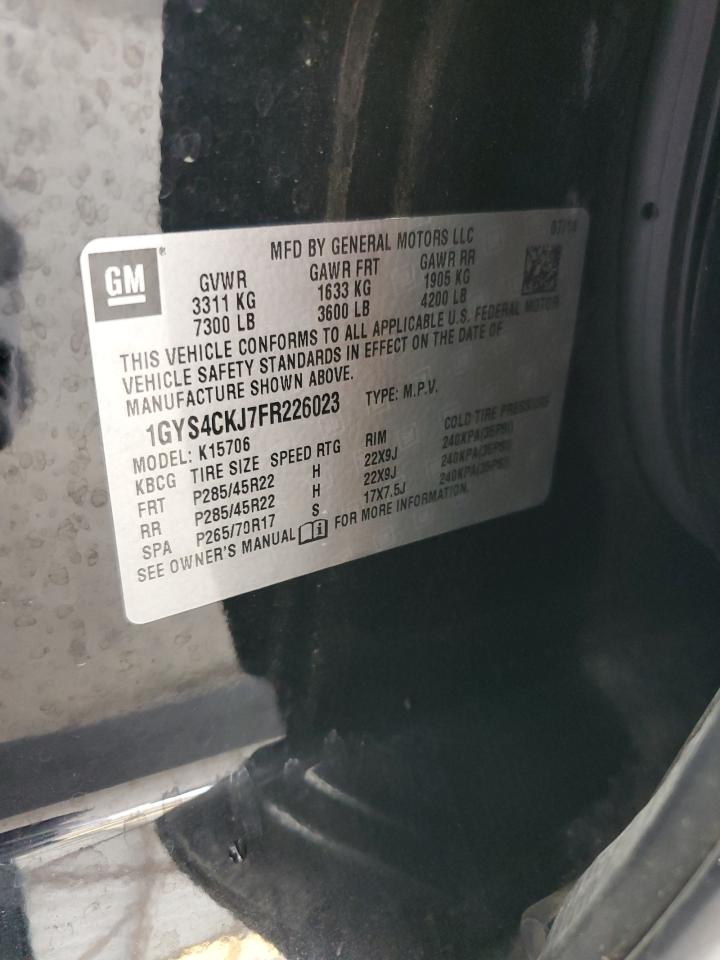 MFD BY GENERAL MOTORS LLC 07/14
GM
GVWR GAWR FRT GAWR RR
3311 KG 1633 KG 1905 KG
7300 LB 3600 LB 4200 LB
THIS VEHICLE CONFORMS TO ALL APPLICABLE U.S. FEDERAL MOTOR
VEHICLE SAFETY STANDARDS IN EFFECT ON THE DATE OF
MANUFACTURE SHOWN ABOVE.
1GYS4CKJ7FR226023 TYPE: M.P.V.
MODEL: K15706
KBCG TIRE SIZE SPEED RTG RIM COLD TIRE PRESSURE
FRT P285/45R22 H 22X9J 240KPA(35PSI)
RR P285/45R22 H 22X9J 240KPA(35PSI)
SPA P265/70R17 S 17X7.5J 240KPA(35PSI)
SEE OWNER'S MANUAL FOR MORE INFORMATION.